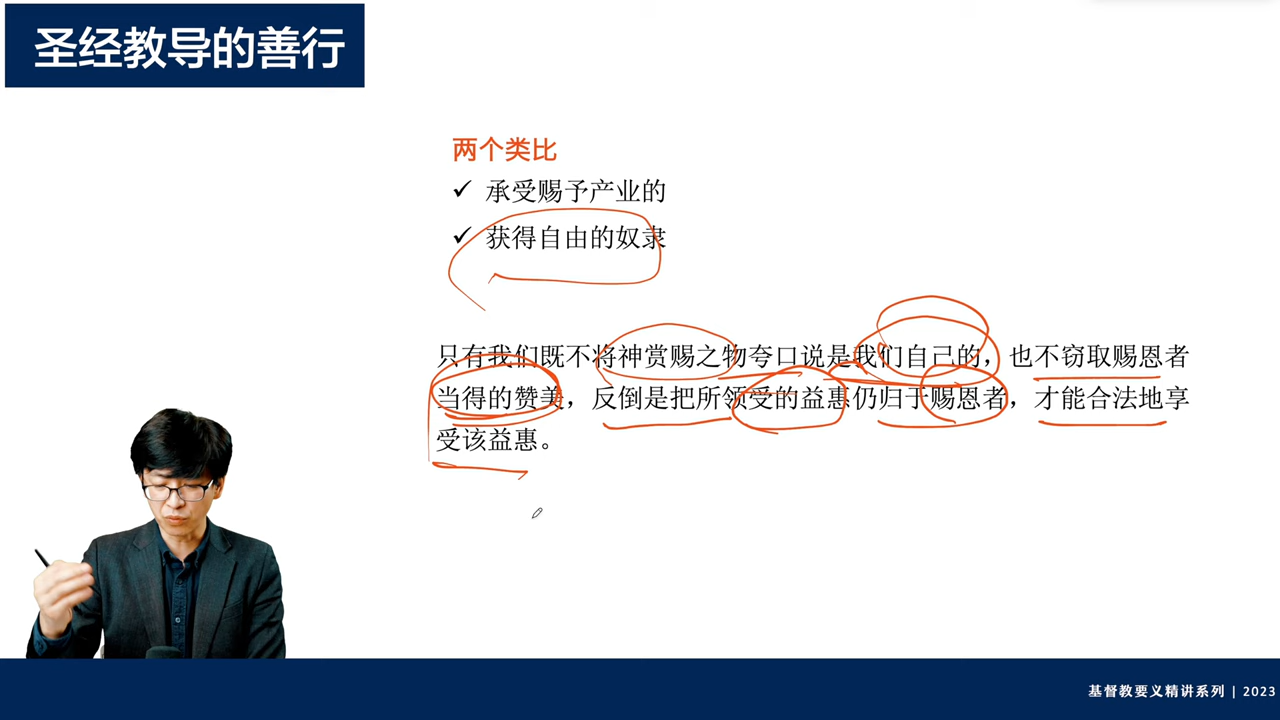 圣经教导的善行
两个类比
✓ 承受赐予产业的
✓ 获得自由的奴隶
只有我们既不将神赏赐之物夸口说是我们自己的，也不窃取赐恩者
当得的赞美，反倒是把所领受的益惠仍归于赐恩者，才能合法地享
受该益惠。
基督教要义精讲系列 | 2023